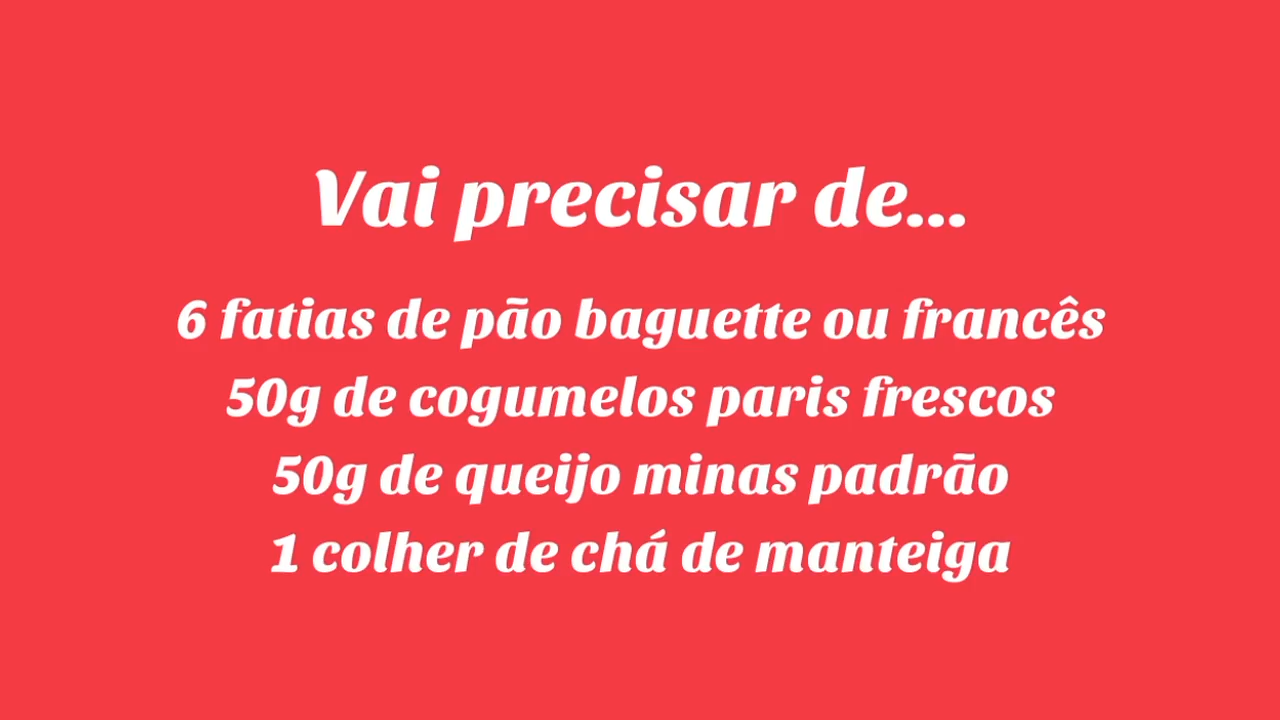 Vai precisar de...
6 fatias de pão baguette ou francês
50g de cogumelos paris frescos
50g de queijo minas padrão
1 colher de chá de manteiga